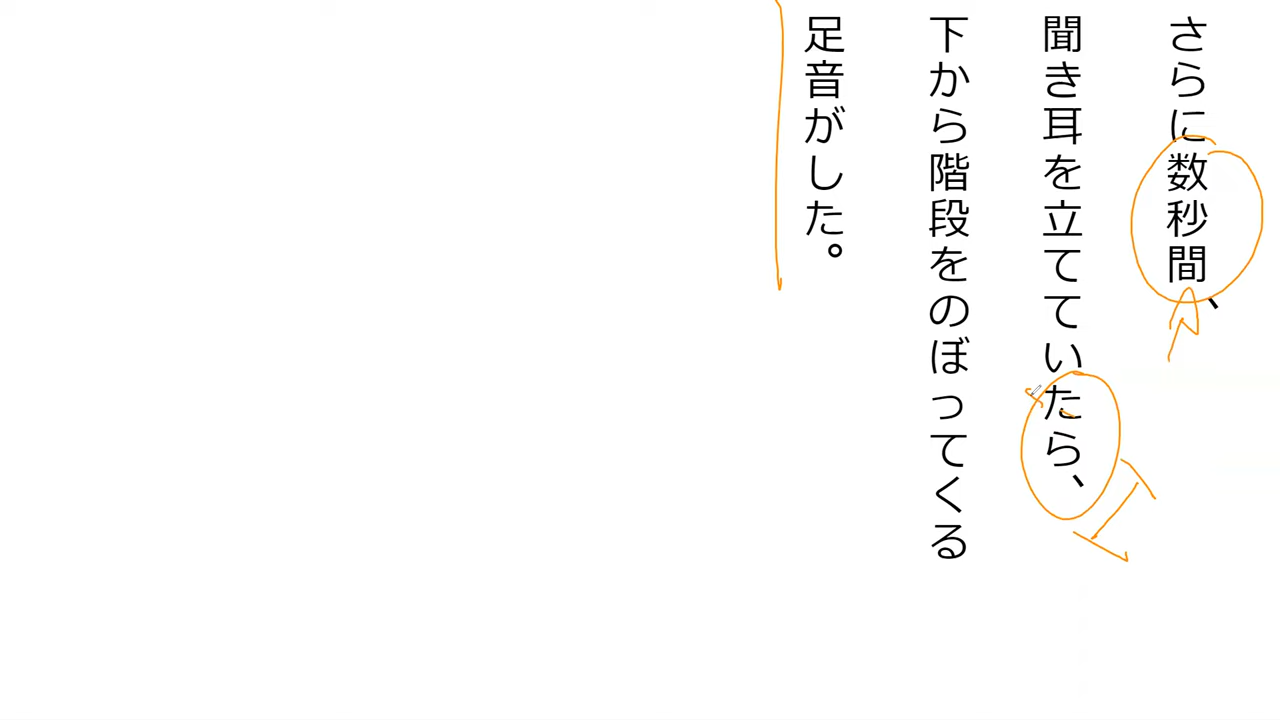 さらに数秒間、
聞き耳を立てていたら、
下から階段をのぼってくる
足音がした。